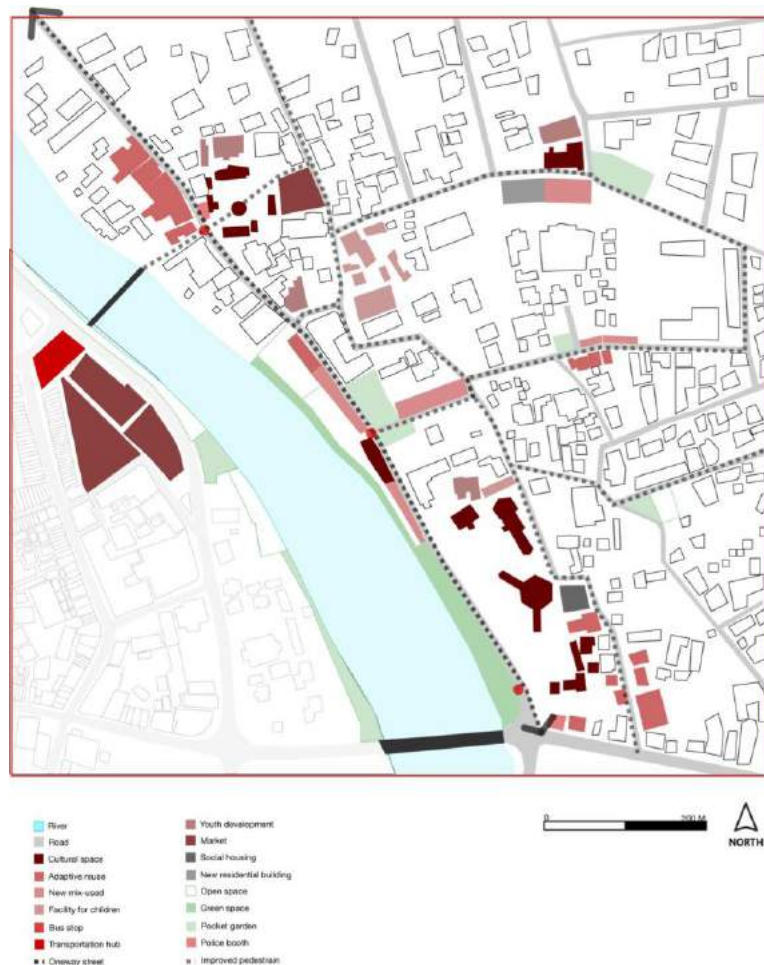 River
Road
Cultural space
Adaptive reuse
New mix-used
Facility for children
Bus stop
Transportation hub
Oneway street
Youth development
Market
Social housing
New residential building
Open space
Green space
Pocket garden
Police booth
Improved pedestrain
0 200 M
NORTH